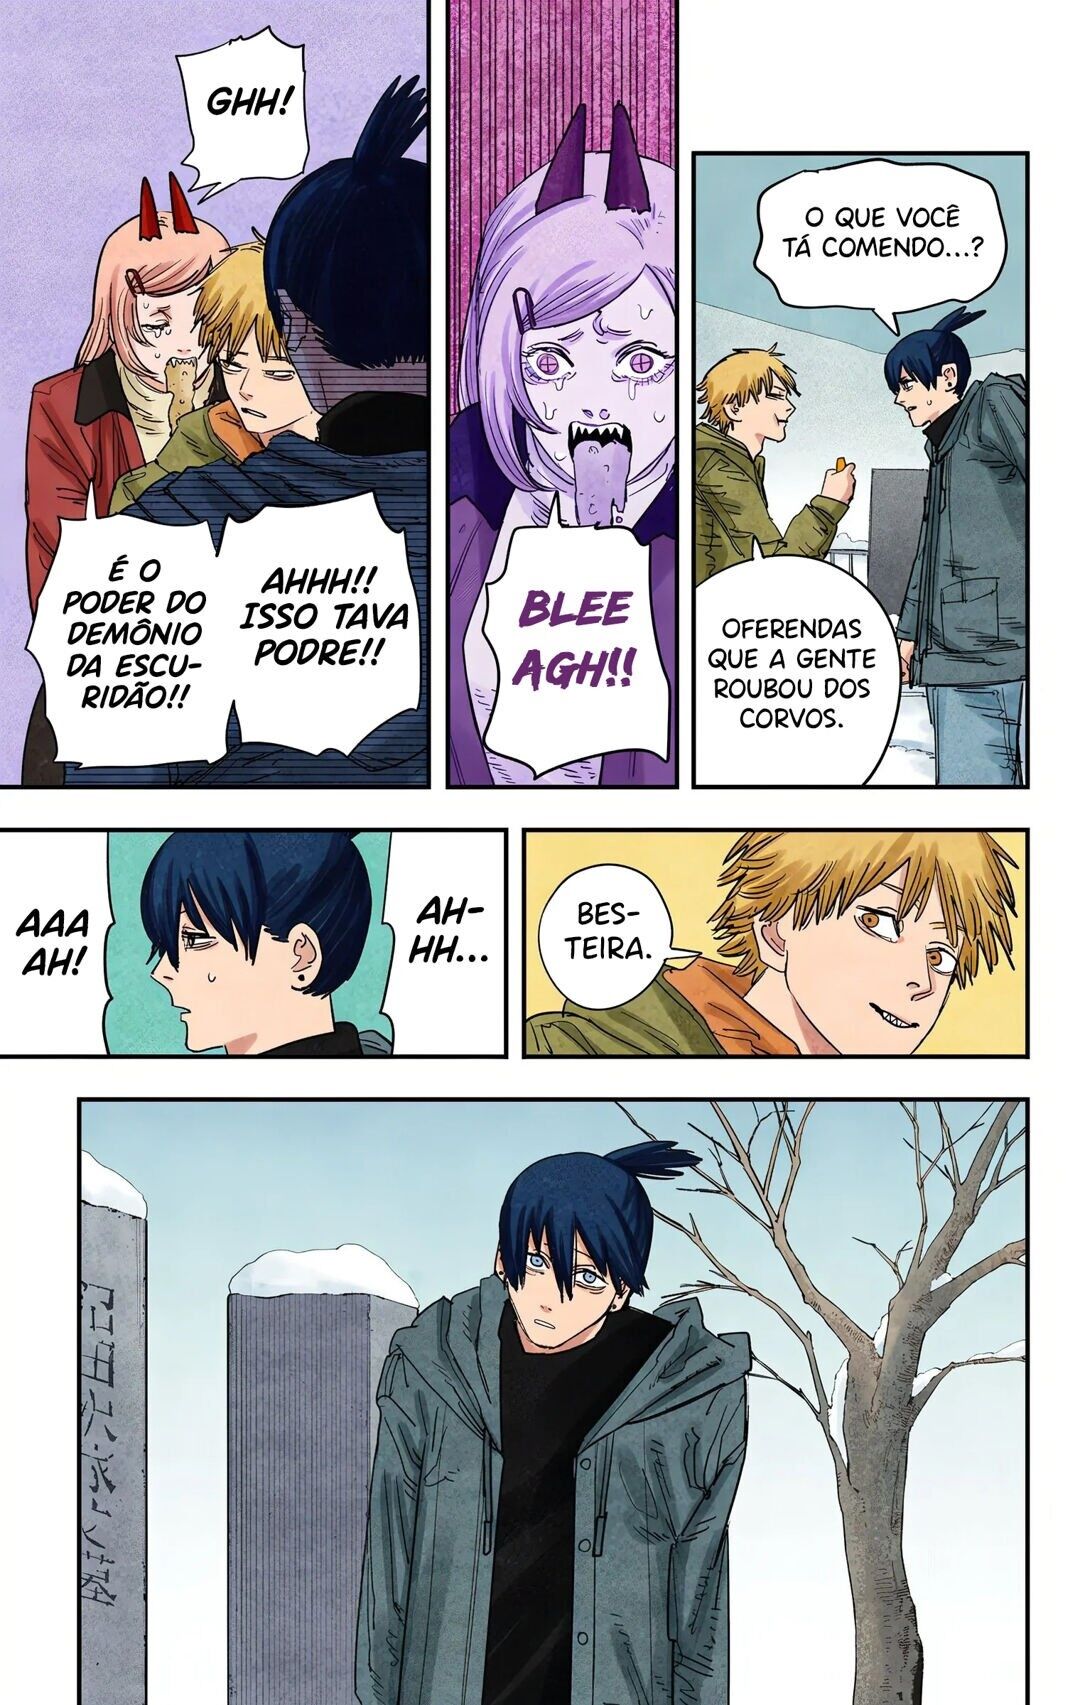 O QUE VOCÊ
TÁ COMENDO...?
OFERENDAS
QUE A GENTE
ROUBOU DOS
CORVOS.
BLEE
AGH!!
GHH!
AHHH!!
ISSO TAVA
PODRE!!
É O
PODER DO
DEMÔNIO
DA ESCU-
RIDÃO!!
BES-
TEIRA.
AH-
HH...
AAA
AH!